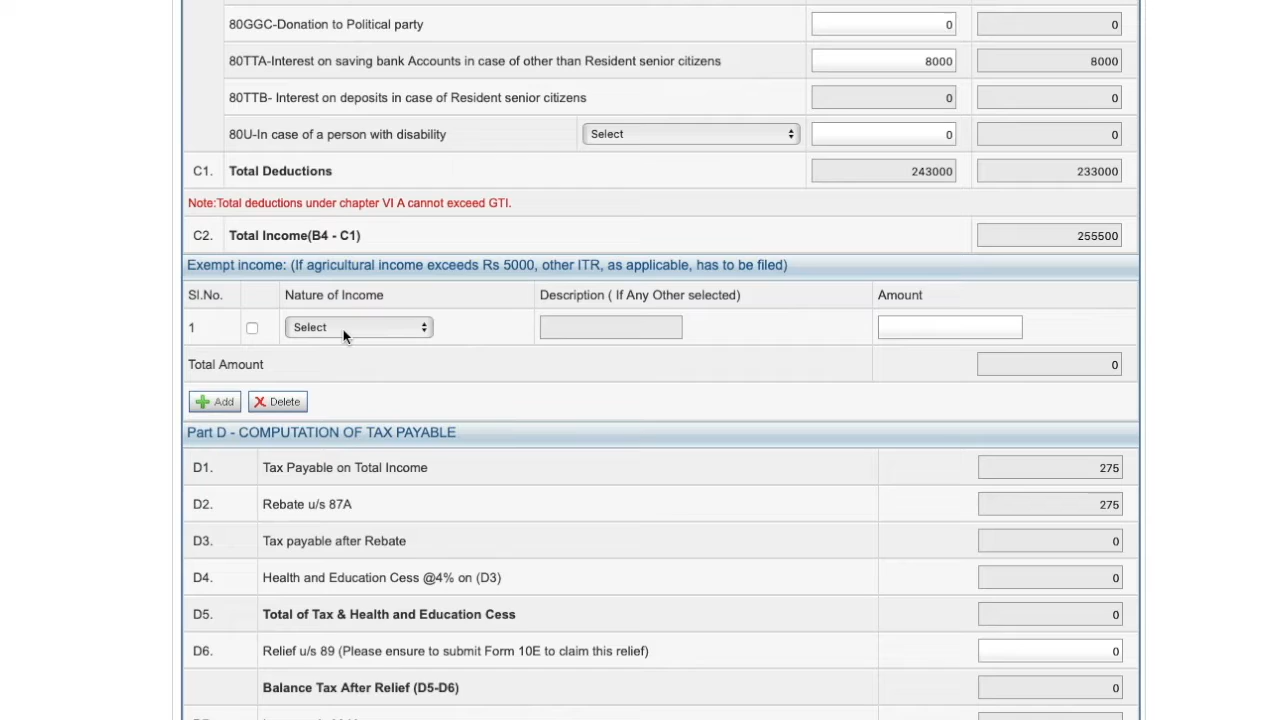 80GGC-Donation to Political party 0 0
80TTA-Interest on saving bank Accounts in case of other than Resident senior citizens 8000 8000
80TTB- Interest on deposits in case of Resident senior citizens 0 0
80U-In case of a person with disability Select 0 0
C1. Total Deductions 243000 233000
Note:Total deductions under chapter VI A cannot exceed GTI.
C2. Total Income(B4 - C1) 255500
Exempt income: (If agricultural income exceeds Rs 5000, other ITR, as applicable, has to be filed)
Sl.No. Nature of Income Description ( If Any Other selected) Amount
1 Select
Total Amount 0
Add Delete
Part D - COMPUTATION OF TAX PAYABLE
D1. Tax Payable on Total Income 275
D2. Rebate u/s 87A 275
D3. Tax payable after Rebate 0
D4. Health and Education Cess @4% on (D3) 0
D5. Total of Tax & Health and Education Cess 0
D6. Relief u/s 89 (Please ensure to submit Form 10E to claim this relief) 0
Balance Tax After Relief (D5-D6) 0